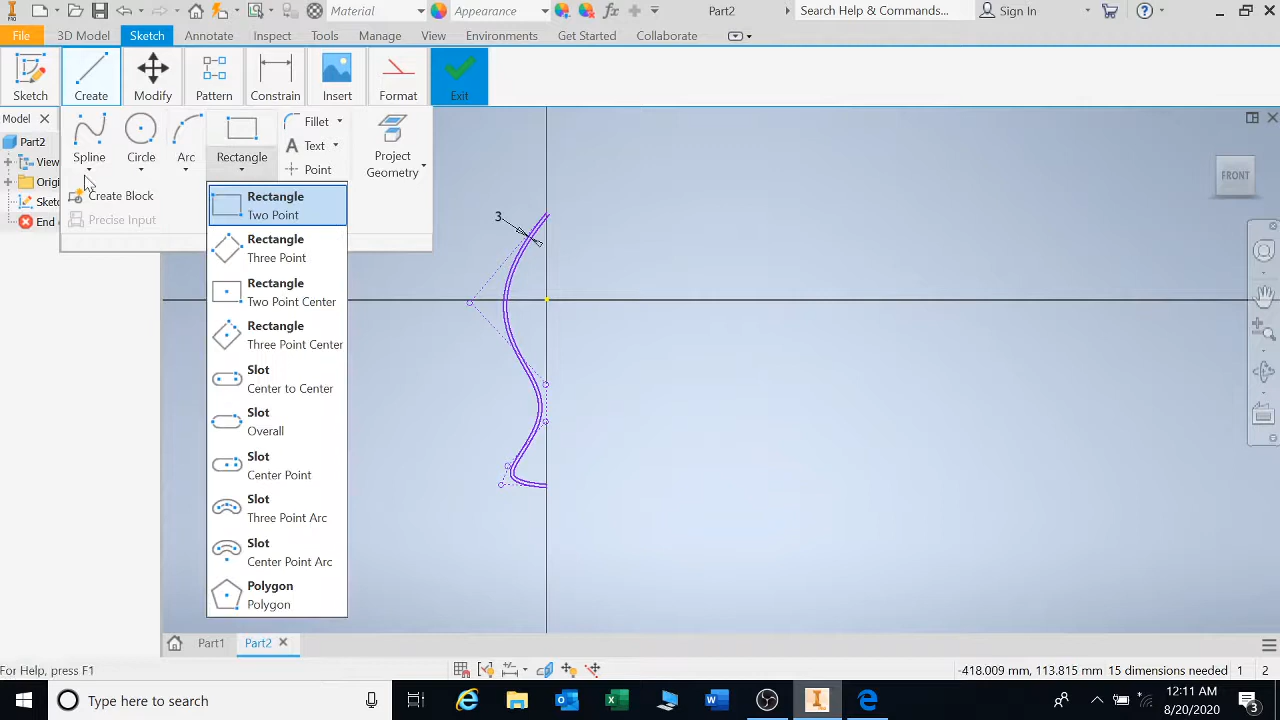 PRO
Material
Appearance
Part2
Search Help & Commands...
Sign In
File
3D Model
Sketch
Annotate
Inspect
Tools
Manage
View
Environments
Get Started
Collaborate
Sketch
Create
Modify
Pattern
Constrain
Insert
Format
Exit
Model
Spline
Circle
Arc
Rectangle
Fillet
Text
Point
Project
Geometry
Create Block
Precise Input
Part2
View
Origi
Sketc
End o
Rectangle
Two Point
Rectangle
Three Point
Rectangle
Two Point Center
Rectangle
Three Point Center
Slot
Center to Center
Slot
Overall
Slot
Center Point
Slot
Three Point Arc
Slot
Center Point Arc
Polygon
Polygon
3
FRONT
Part1
Part2
For Help, press F1
-418.009 mm, 113.815 mm 15 dimensions needed
1
2
Type here to search
12:11 AM
8/20/2020
3